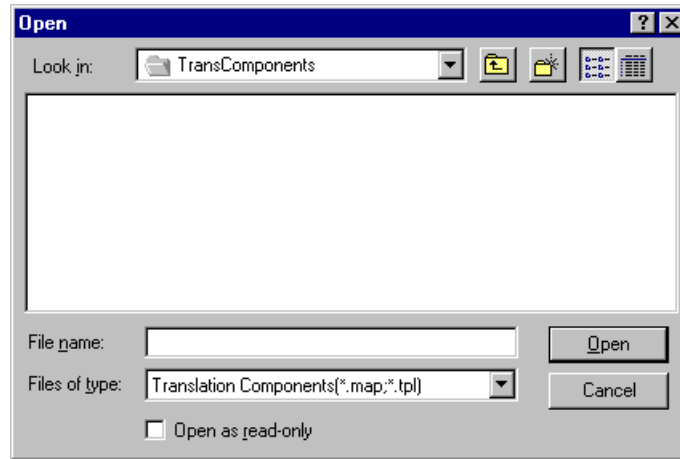 Open
Look in: TransComponents
File name: Open
Files of type: Translation Components(*.map;*.tpl) Cancel
Open as read-only